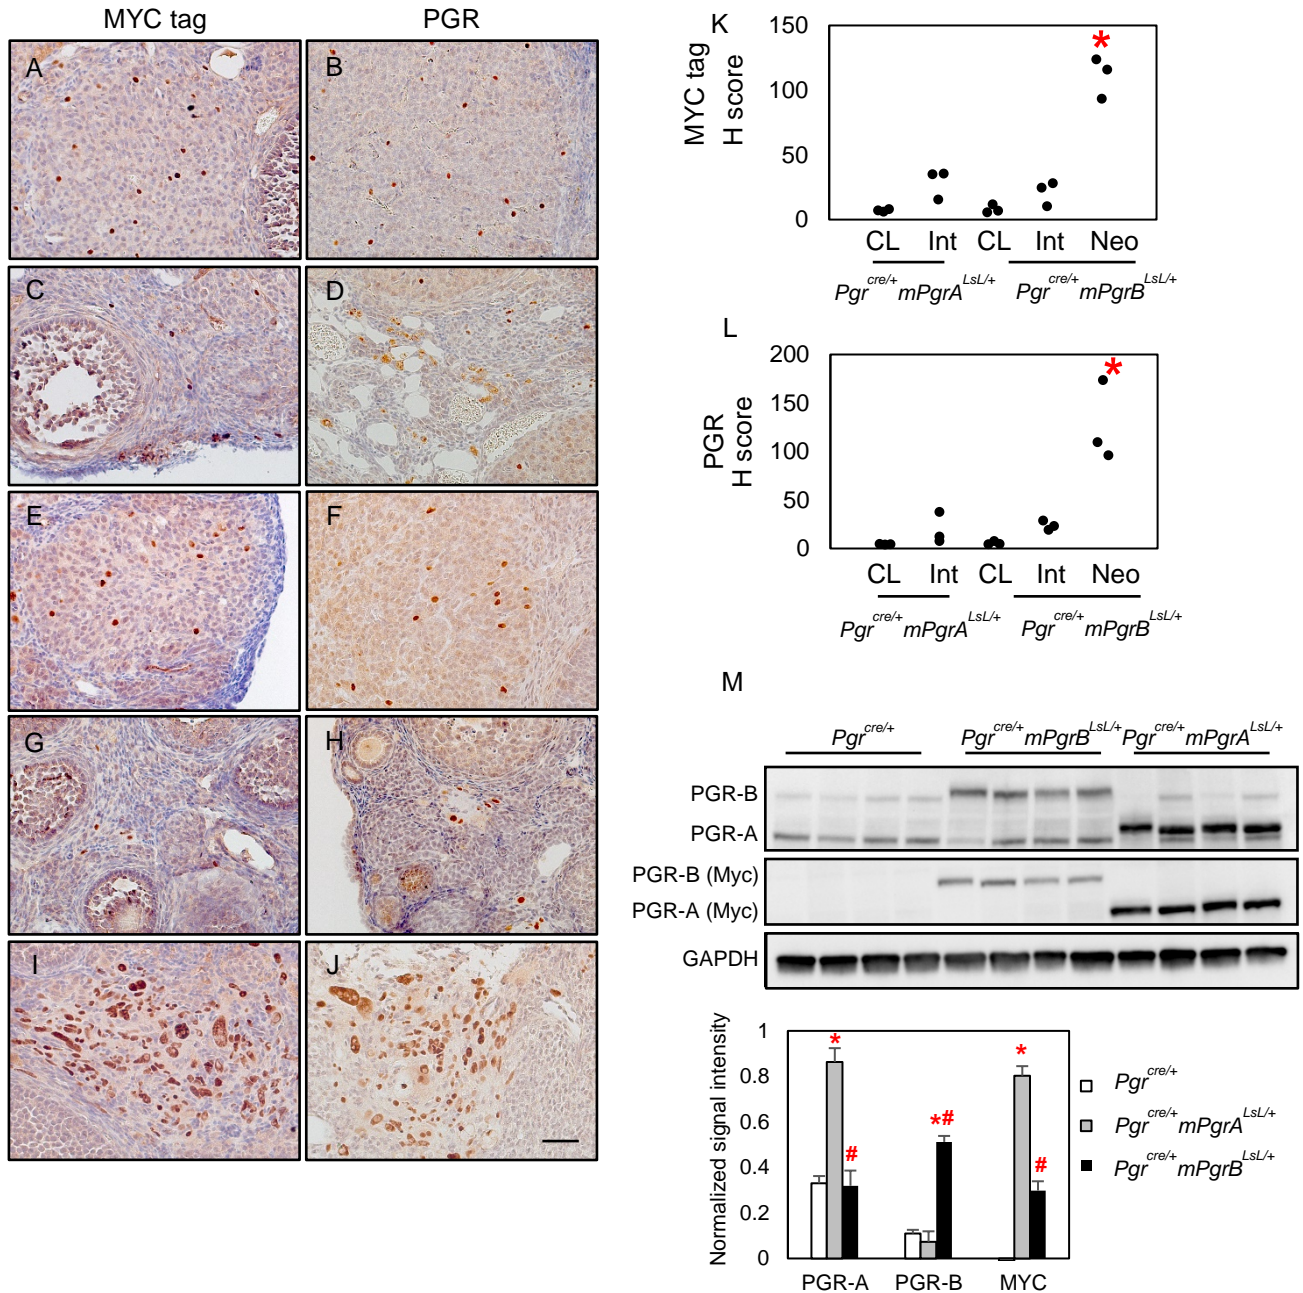 MYC tag
PGR
A
B
C
D
E
F
G
H
I
J
K
MYC tag
H score
150
100
50
0
CL Int CL Int Neo
Pgr^cre/+ mPgrA^LsL/+
Pgr^cre/+ mPgrB^LsL/+
L
PGR
H score
200
150
100
50
0
CL Int CL Int Neo
Pgr^cre/+ mPgrA^LsL/+
Pgr^cre/+ mPgrB^LsL/+
M
Pgr^cre/+
Pgr^cre/+ mPgrB^LsL/+
Pgr^cre/+ mPgrA^LsL/+
PGR-B
PGR-A
PGR-B (Myc)
PGR-A (Myc)
GAPDH
Normalized signal intensity
1
0.8
0.6
0.4
0.2
0
*
#
*#
*
#
PGR-A PGR-B MYC
Pgr^cre/+
Pgr^cre/+ mPgrA^LsL/+
Pgr^cre/+ mPgrB^LsL/+